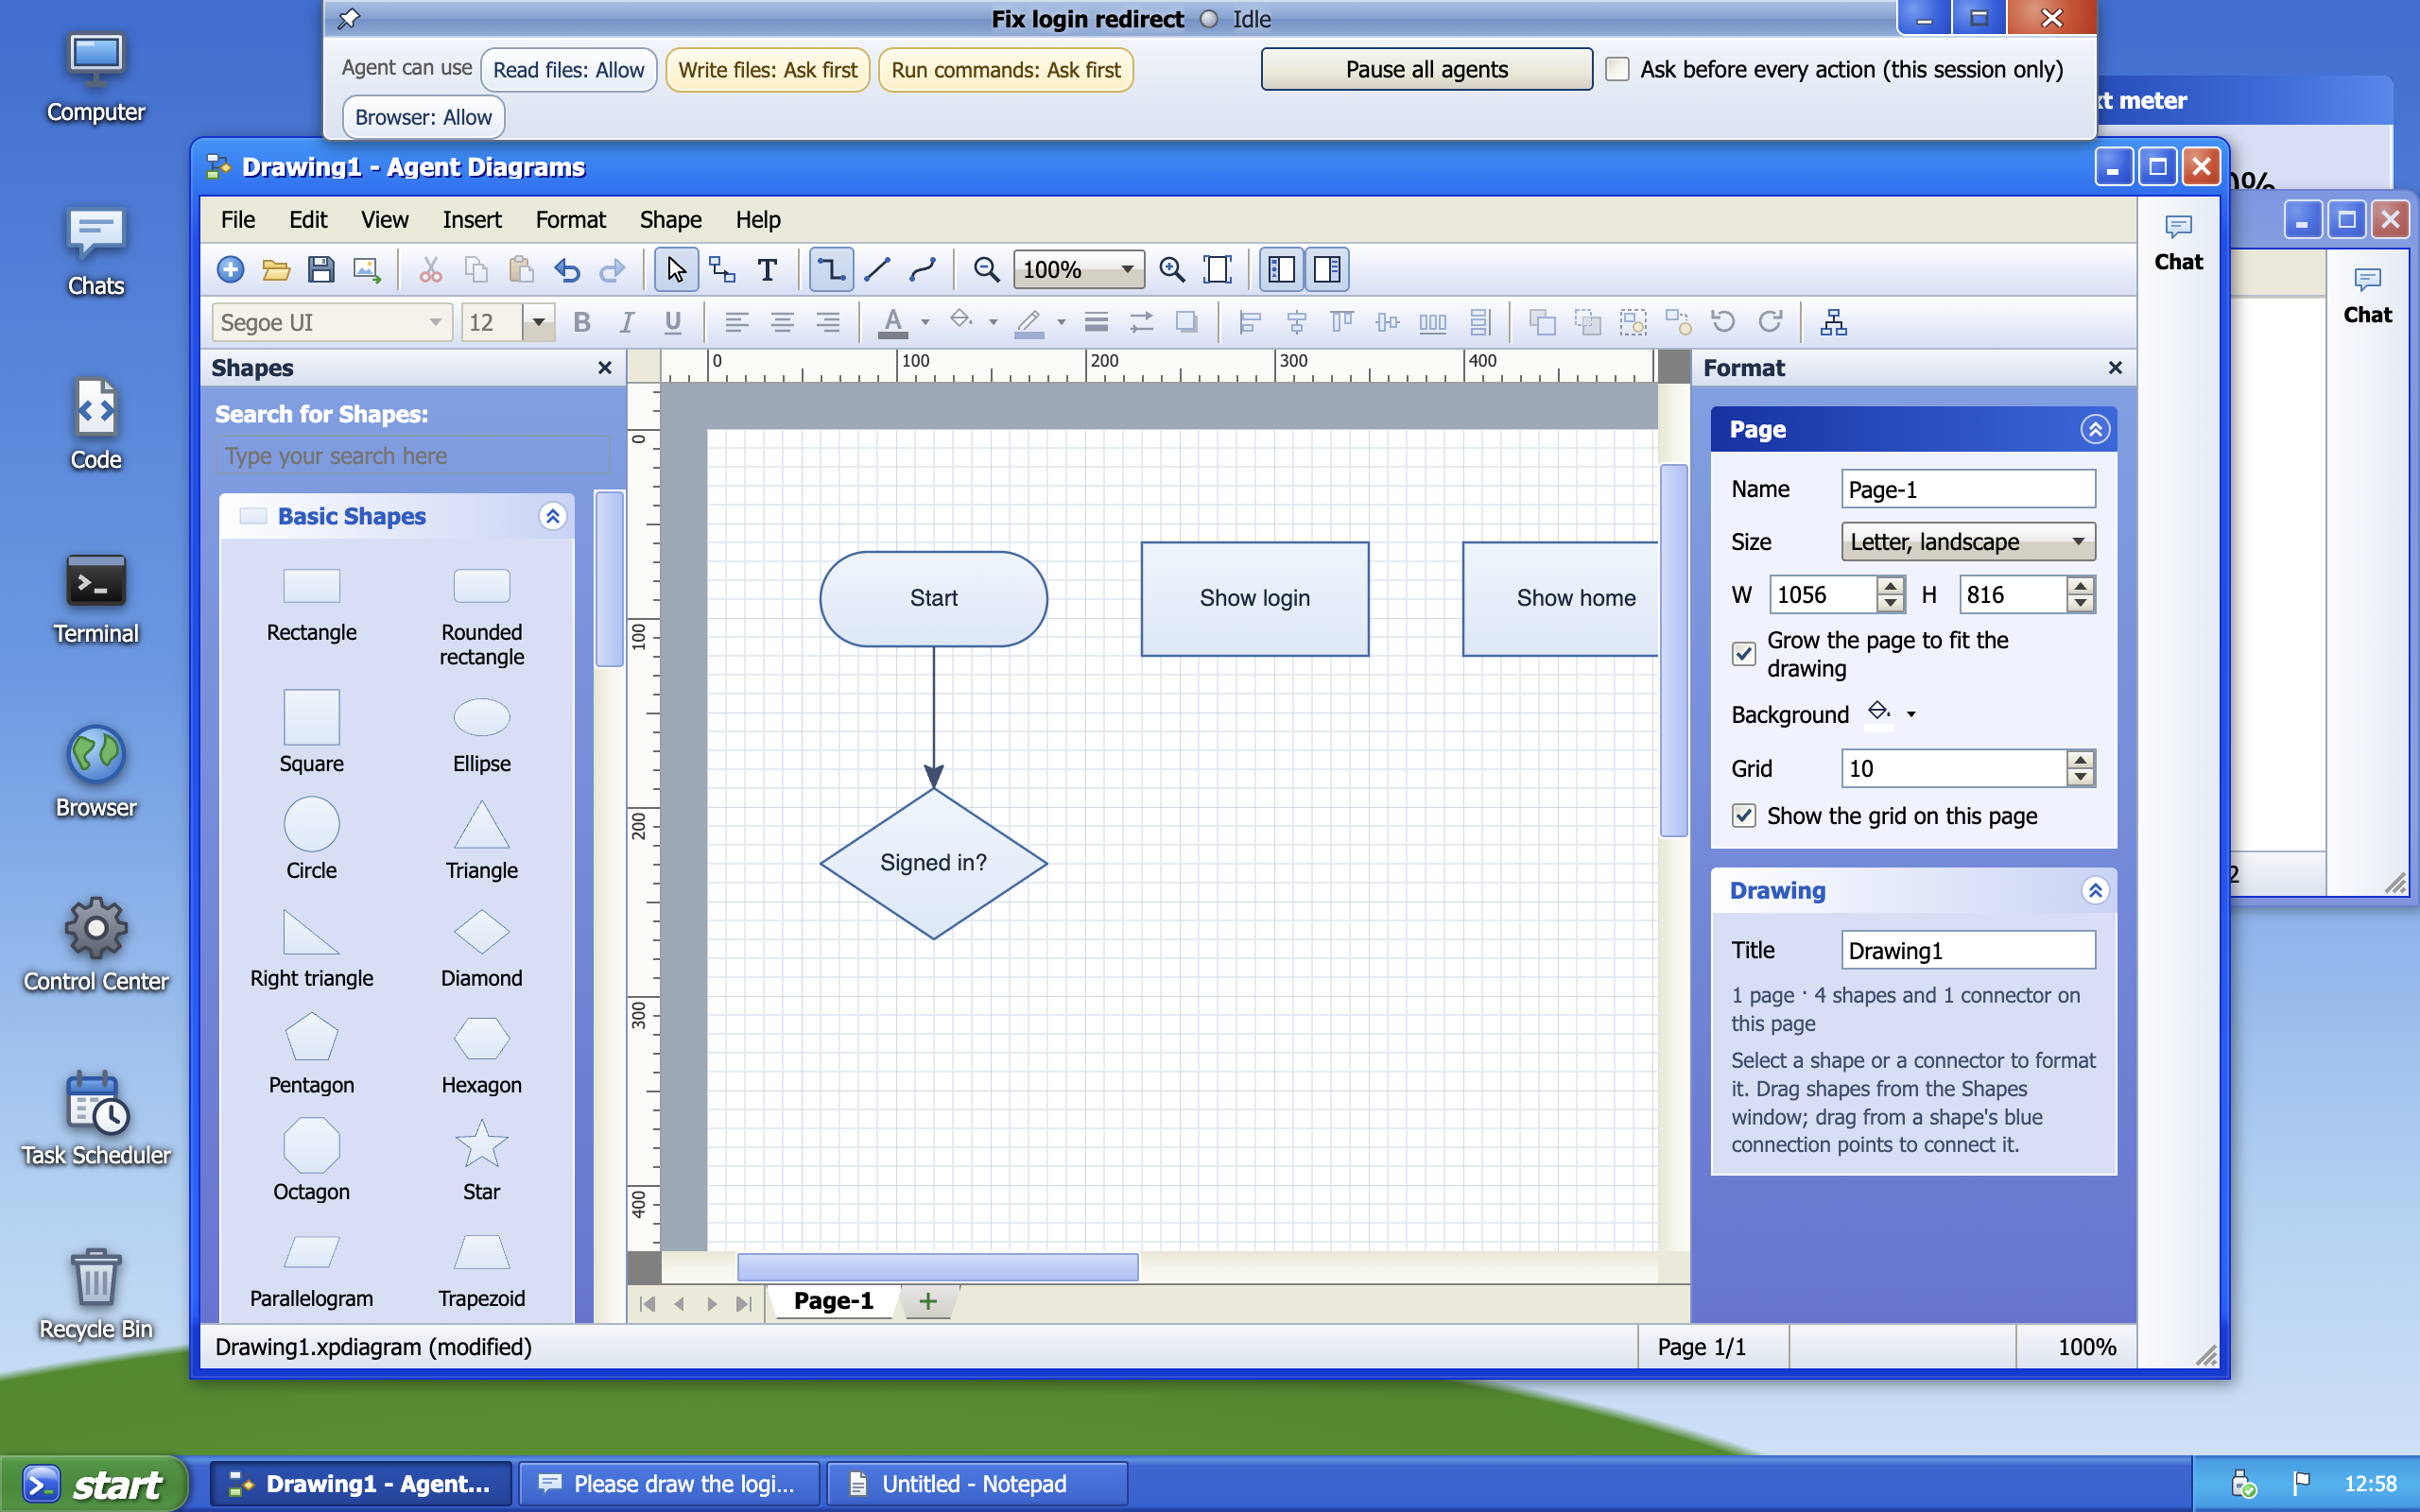 Computer
Chats
Code
Terminal
Browser
Control Center
Task Scheduler
Recycle Bin
Fix login redirect Idle
Agent can use Read files: Allow Write files: Ask first Run commands: Ask first Pause all agents Ask before every action (this session only)
Browser: Allow
meter
Drawing1 - Agent Diagrams
File Edit View Insert Format Shape Help
100%
Segoe UI 12 B I U A
Shapes
Search for Shapes:
Type your search here
Basic Shapes
Rectangle Rounded rectangle
Square Ellipse
Circle Triangle
Right triangle Diamond
Pentagon Hexagon
Octagon Star
Parallelogram Trapezoid
0 100 200 300 400
0 100 200 300 400
Start Show login Show home
Signed in?
Page-1
Format
Page
Name Page-1
Size Letter, landscape
W 1056 H 816
Grow the page to fit the
drawing
Background
Grid 10
Show the grid on this page
Drawing
Title Drawing1
1 page · 4 shapes and 1 connector on
this page
Select a shape or a connector to format
it. Drag shapes from the Shapes
window; drag from a shape's blue
connection points to connect it.
Chat
Chat
2
Drawing1.xpdiagram (modified) Page 1/1 100%
start Drawing1 - Agent... Please draw the logi... Untitled - Notepad 12:58